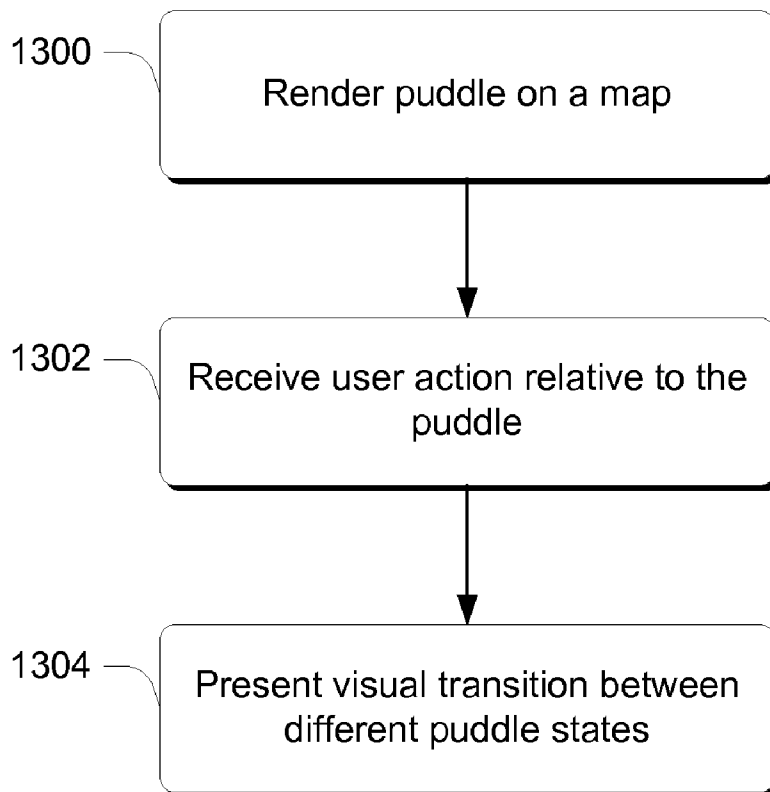 1300
Render puddle on a map
1302
Receive user action relative to the
puddle
1304
Present visual transition between
different puddle states